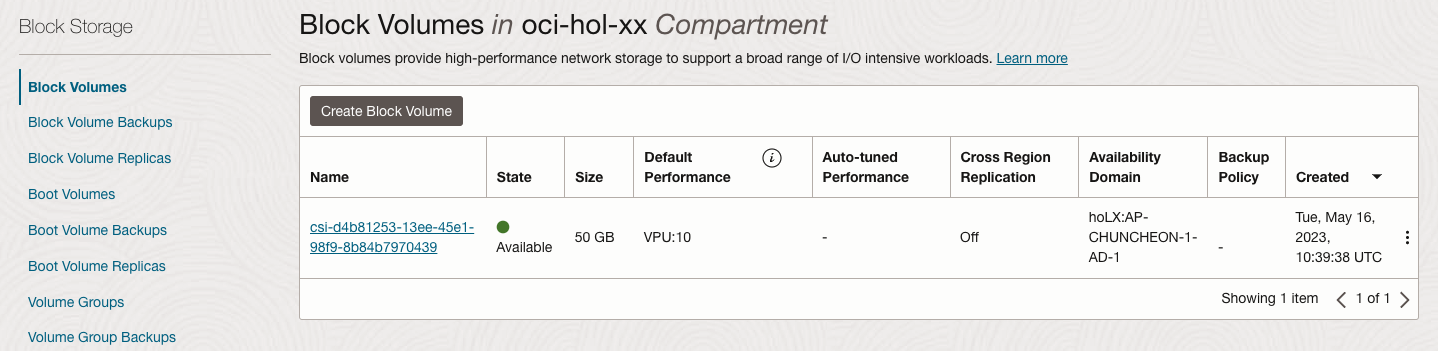 Block Storage
Block Volumes
Block Volume Backups
Block Volume Replicas
Boot Volumes
Boot Volume Backups
Boot Volume Replicas
Volume Groups
Volume Group Backups
Block Volumes in oci-hol-xx Compartment
Block volumes provide high-performance network storage to support a broad range of I/O intensive workloads. Learn more
Create Block Volume
Name
State
Size
Default
Performance
i
Auto-tuned
Performance
Cross Region
Replication
Availability
Domain
Backup
Policy
Created
csi-d4b81253-13ee-45e1-
98f9-8b84b7970439
Available
50 GB
VPU:10
-
Off
hoLX:AP-
CHUNCHEON-1-
AD-1
-
Tue, May 16,
2023,
10:39:38 UTC
Showing 1 item
1 of 1